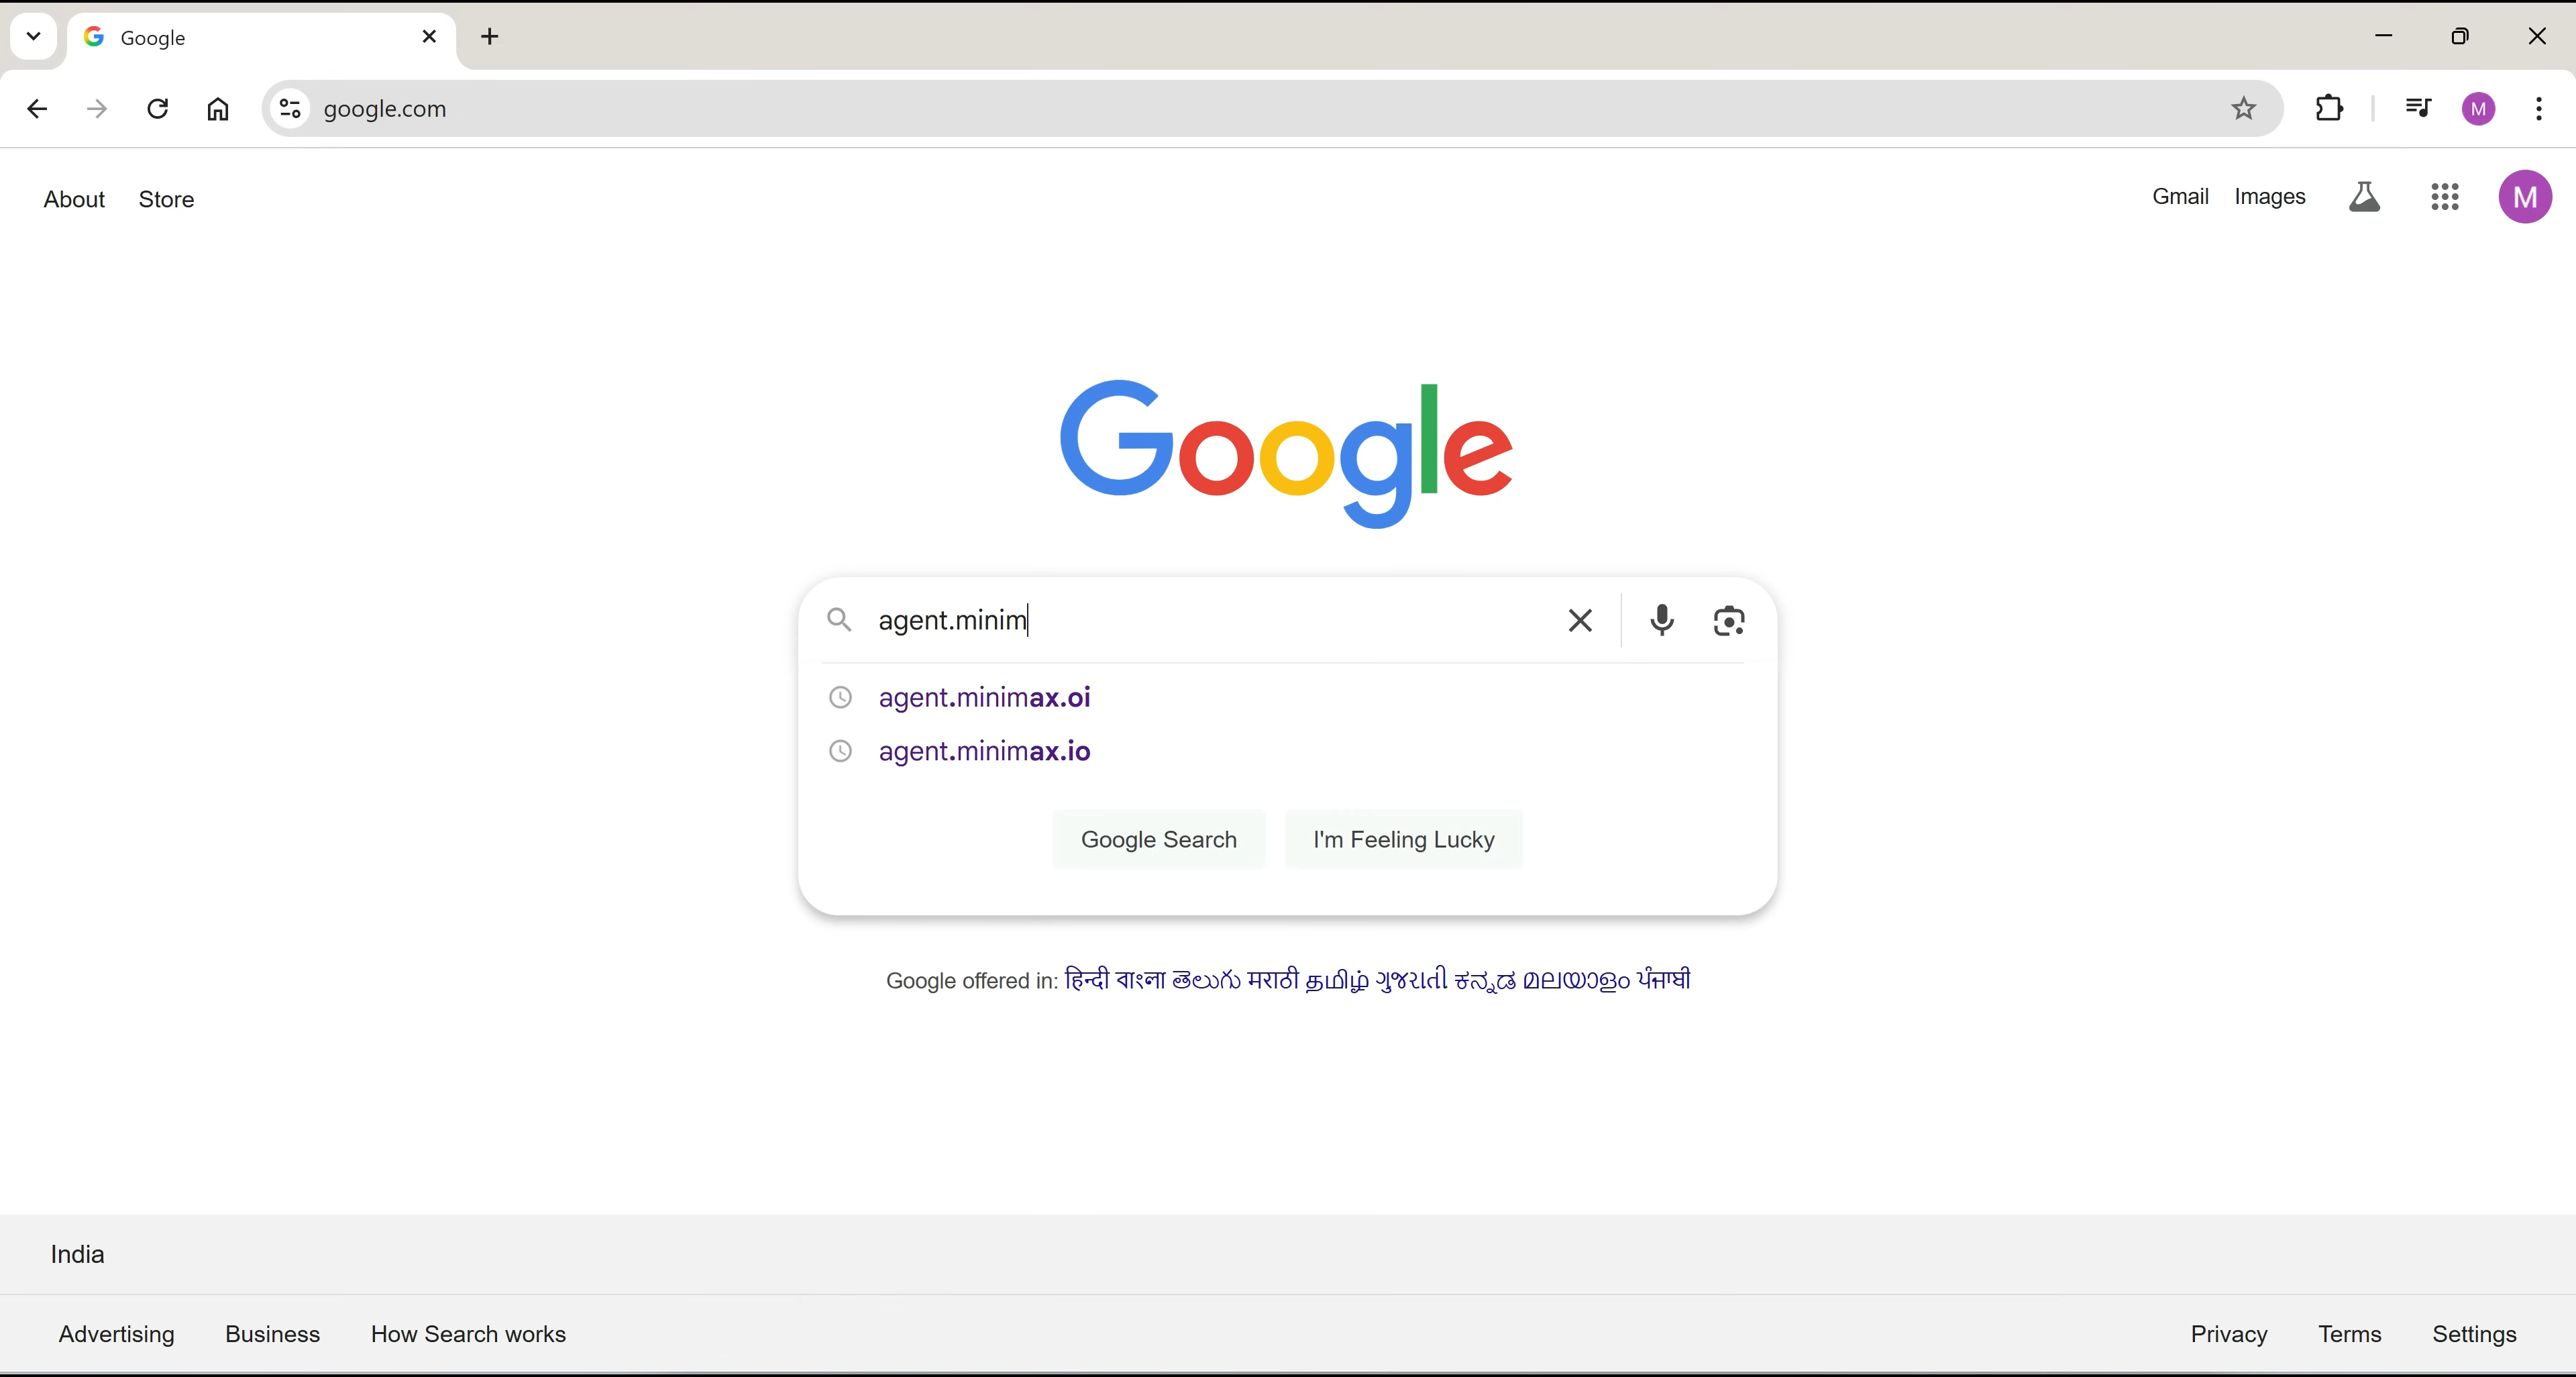 Google
google.com
M
About Store
Gmail Images
M
Google
agent.minim
agent.minimax.oi
agent.minimax.io
Google Search I'm Feeling Lucky
Google offered in: हिन्दी বাংলা తెలుగు मराठी தமிழ் ગુજરાતી ಕನ್ನಡ മലയാളം ਪੰਜਾਬੀ
India
Advertising Business How Search works
Privacy Terms Settings